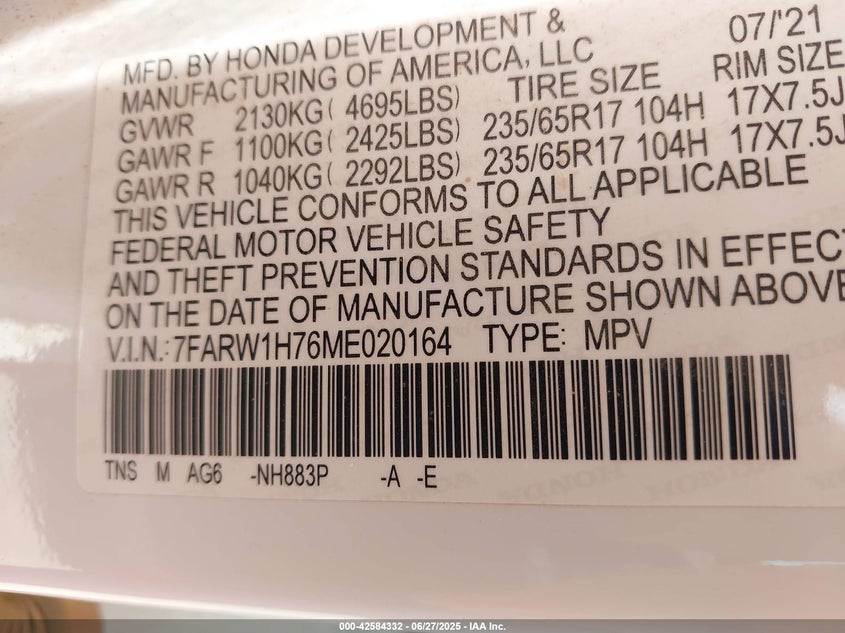 07/'21
MFD. BY HONDA DEVELOPMENT &
MANUFACTURING OF AMERICA, LLC
TIRE SIZE RIM SIZE
GVWR 2130KG( 4695LBS)
GAWR F 1100KG( 2425LBS) 235/65R17 104H 17X7.5J
GAWR R 1040KG( 2292LBS) 235/65R17 104H 17X7.5J
THIS VEHICLE CONFORMS TO ALL APPLICABLE
FEDERAL MOTOR VEHICLE SAFETY
AND THEFT PREVENTION STANDARDS IN EFFECT
ON THE DATE OF MANUFACTURE SHOWN ABOVE
V.I.N.:7FARW1H76ME020164 TYPE: MPV
TNS M AG6 -NH883P -A -E
HONDA HONDA HONDA
000-42584332 - 06/27/2025 - IAA Inc.